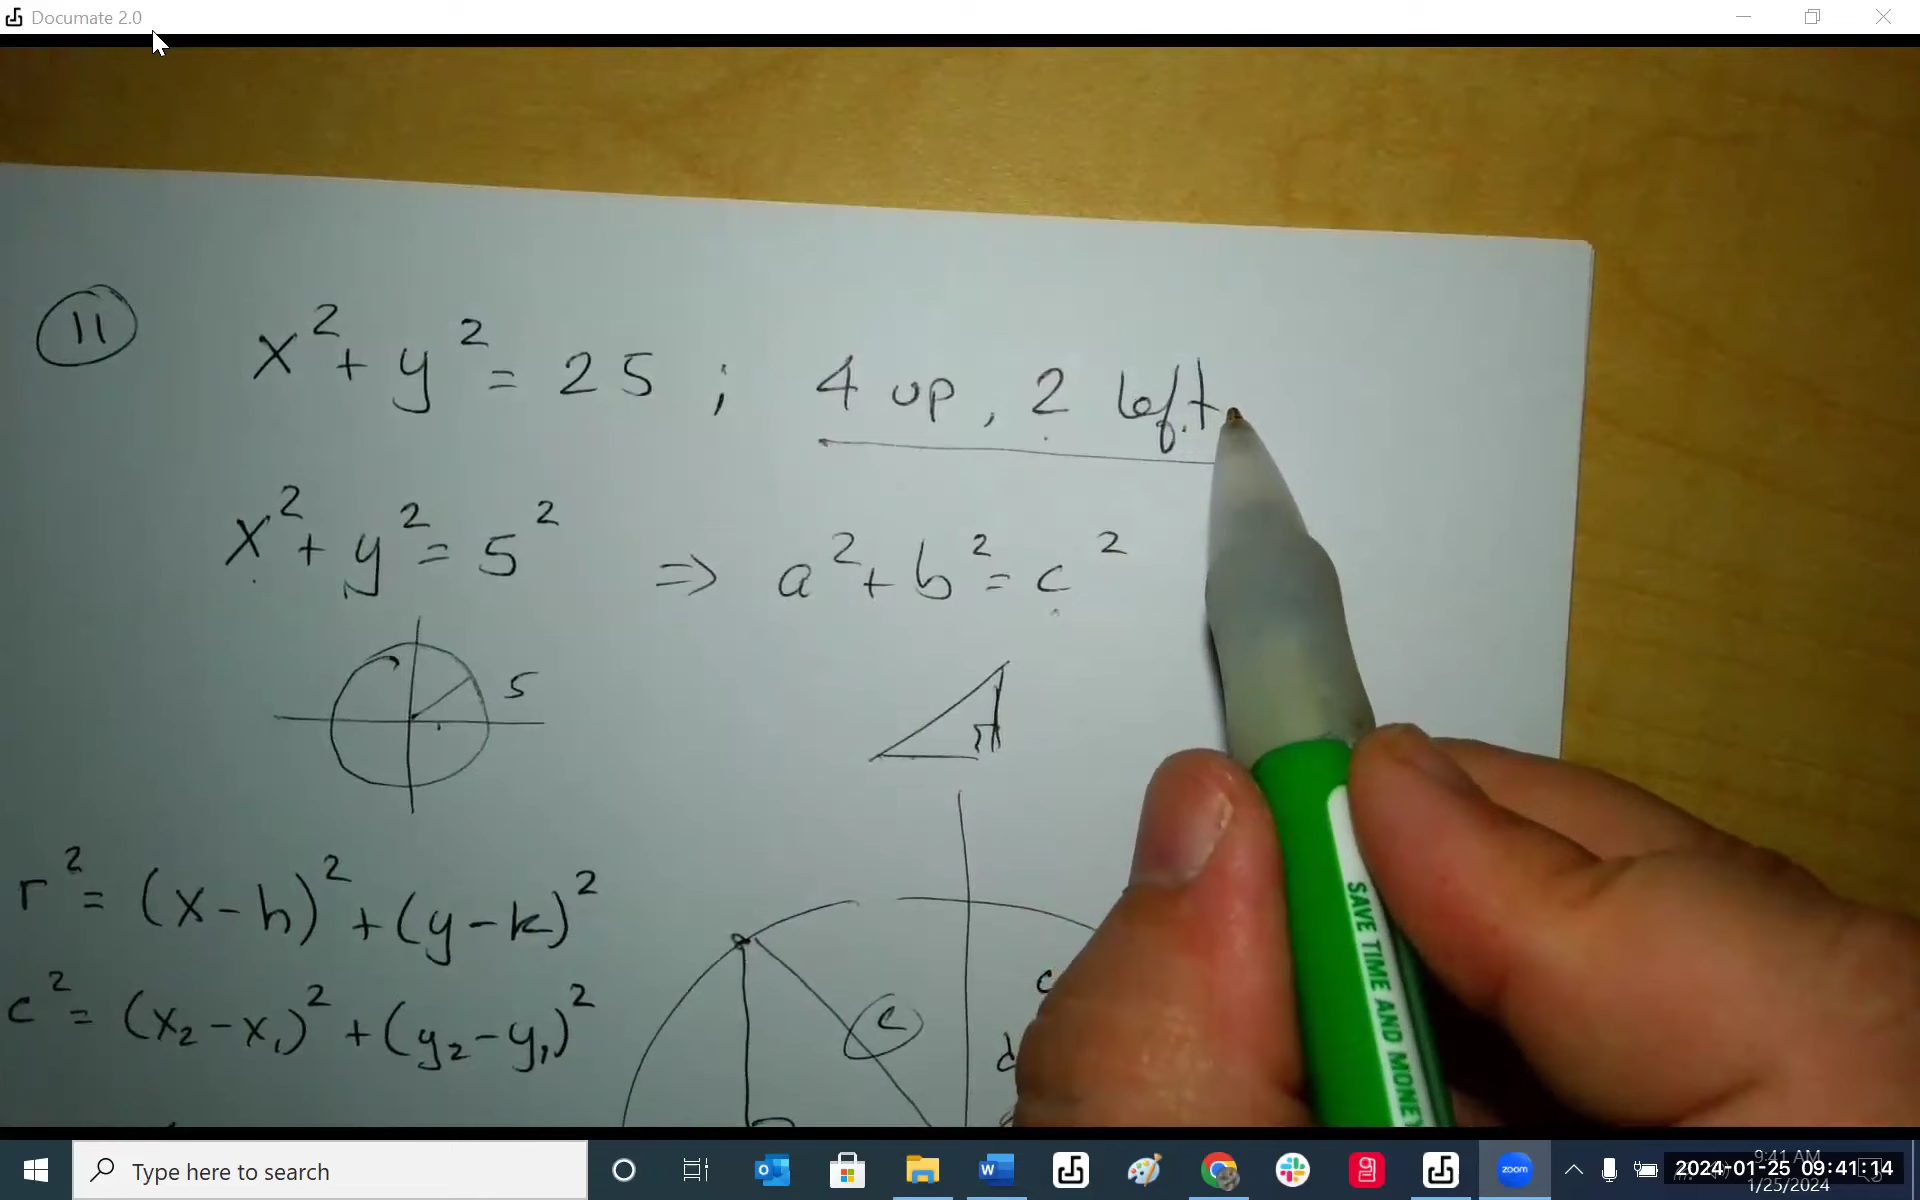 Documate 2.0
11
x² + y² = 25 ; 4 up, 2 left
x² + y² = 5² ⇒ a² + b² = c²
5
r² = (x-h)² + (y-k)²
c² = (x₂-x₁)² + (y₂-y₁)²
c
c
d
SAVE TIME AND MONEY
Type here to search
zoom
9:41 AM
2024-01-25 09:41:14
1/25/2024